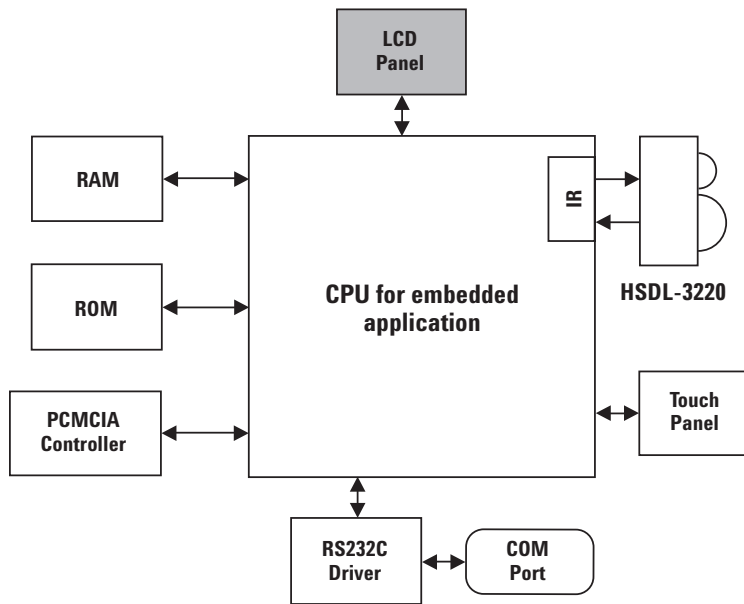 LCD
Panel
RAM
IR
ROM
CPU for embedded
application
HSDL-3220
PCMCIA
Controller
Touch
Panel
RS232C
Driver
COM
Port